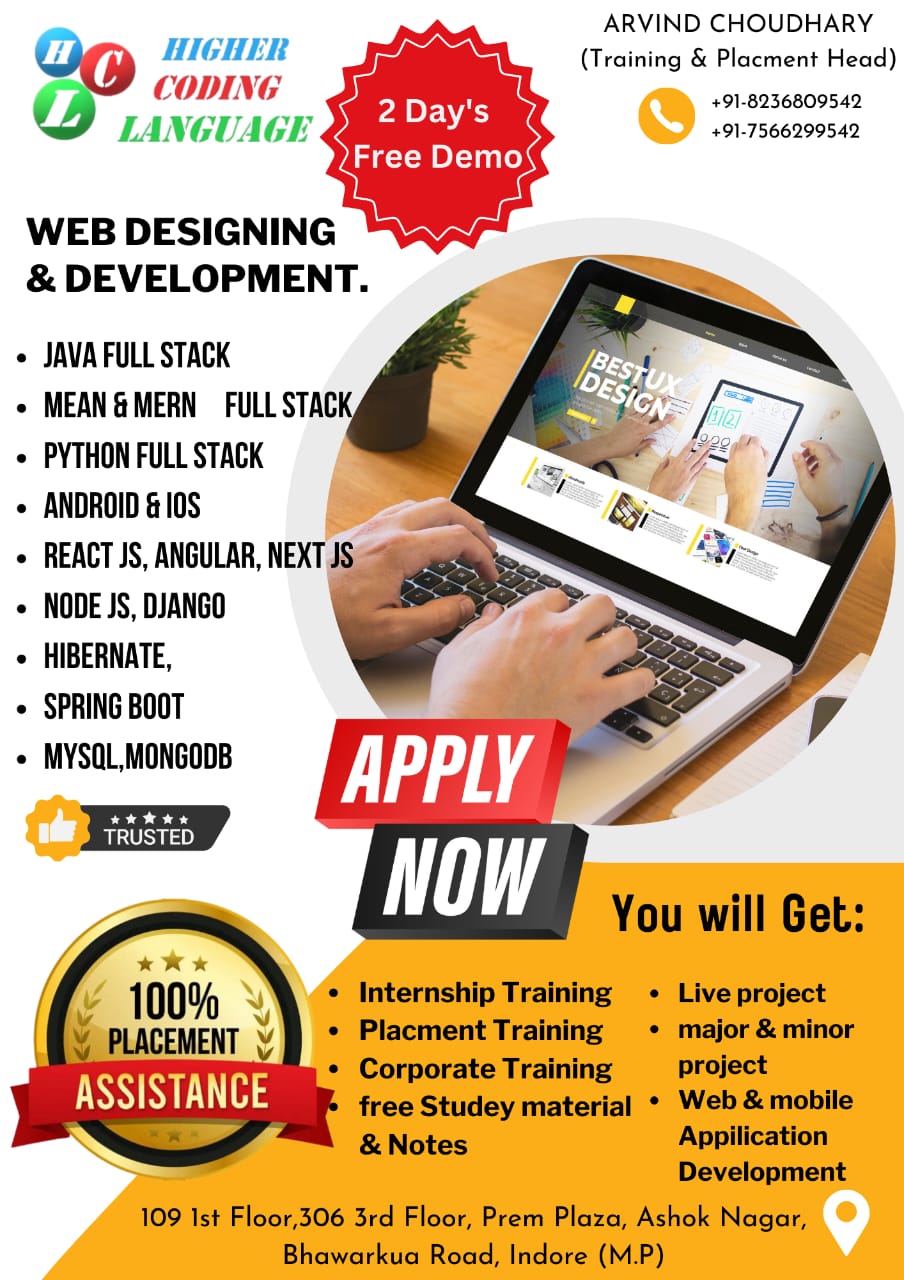 H C L
HIGHER
CODING
LANGUAGE
2 Day's
Free Demo
ARVIND CHOUDHARY
(Training & Placment Head)
+91-8236809542
+91-7566299542
WEB DESIGNING
& DEVELOPMENT.
• JAVA FULL STACK
• MEAN & MERN FULL STACK
• PYTHON FULL STACK
• ANDROID & IOS
• REACT JS, ANGULAR, NEXT JS
• NODE JS, DJANGO
• HIBERNATE,
• SPRING BOOT
• MYSQL,MONGODB
BESTUX
DESIGN
TRUSTED
APPLY
NOW
100%
PLACEMENT
ASSISTANCE
You will Get:
• Internship Training
• Placment Training
• Corporate Training
• free Studey material
& Notes
• Live project
• major & minor
project
• Web & mobile
Appilication
Development
109 1st Floor,306 3rd Floor, Prem Plaza, Ashok Nagar,
Bhawarkua Road, Indore (M.P)